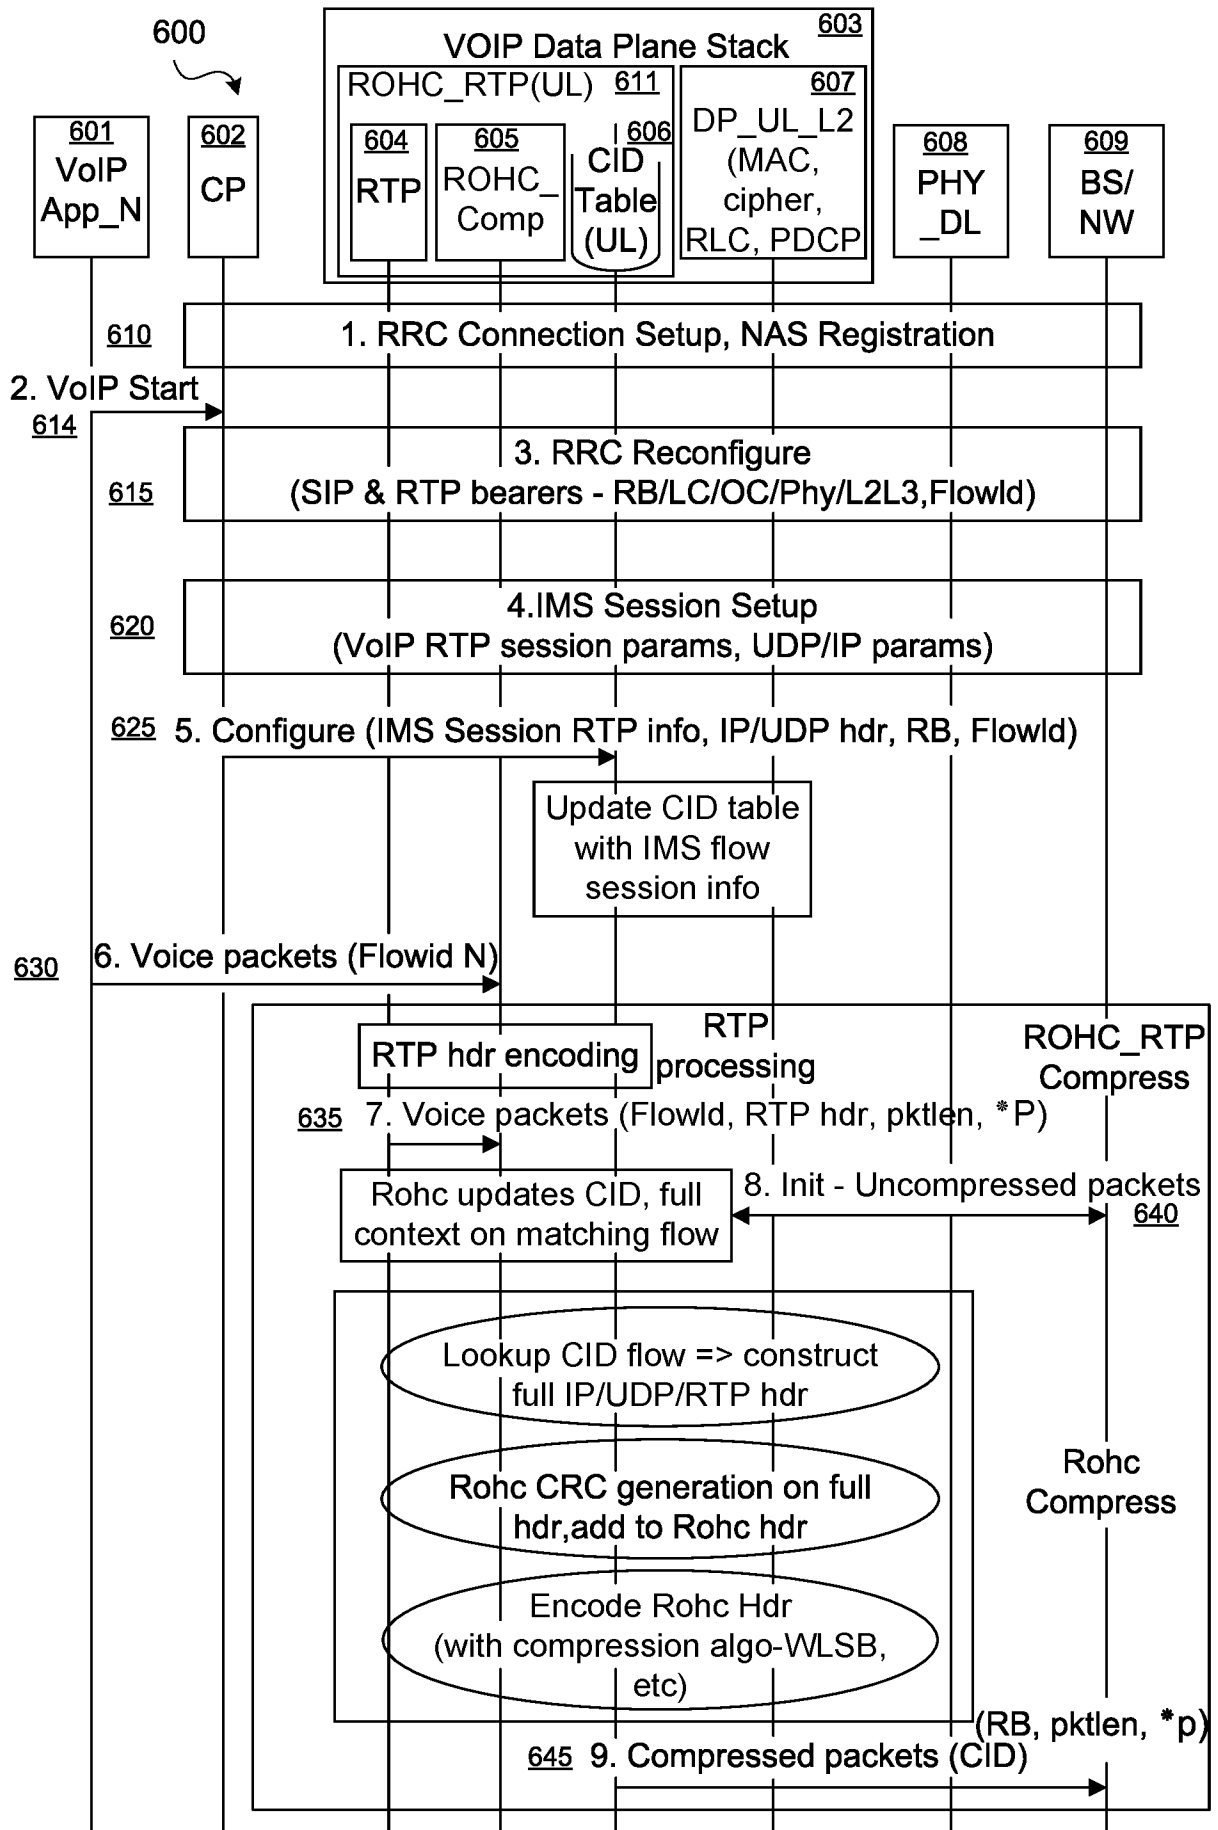 600
603
VOIP Data Plane Stack
ROHC_RTP(UL)
611
607
DP_UL_L2
(MAC,
cipher,
RLC, PDCP
601
VoIP
App_N
602
CP
604
RTP
605
ROHC_
Comp
606
CID
Table
(UL)
608
PHY
_DL
609
BS/
NW
610
1. RRC Connection Setup, NAS Registration
2. VoIP Start
614
3. RRC Reconfigure
615
(SIP & RTP bearers - RB/LC/OC/Phy/L2L3,FlowId)
4.IMS Session Setup
620
(VoIP RTP session params, UDP/IP params)
625
5. Configure (IMS Session RTP info, IP/UDP hdr, RB, FlowId)
Update CID table
with IMS flow
session info
630
6. Voice packets (Flowid N)
RTP hdr encoding
RTP
processing
ROHC_RTP
Compress
635
7. Voice packets (FlowId, RTP hdr, pktlen, *P)
Rohc updates CID, full
context on matching flow
8. Init - Uncompressed packets
640
Lookup CID flow => construct
full IP/UDP/RTP hdr
Rohc CRC generation on full
hdr,add to Rohc hdr
Rohc
Compress
Encode Rohc Hdr
(with compression algo-WLSB,
etc)
(RB, pktlen, *p)
645
9. Compressed packets (CID)